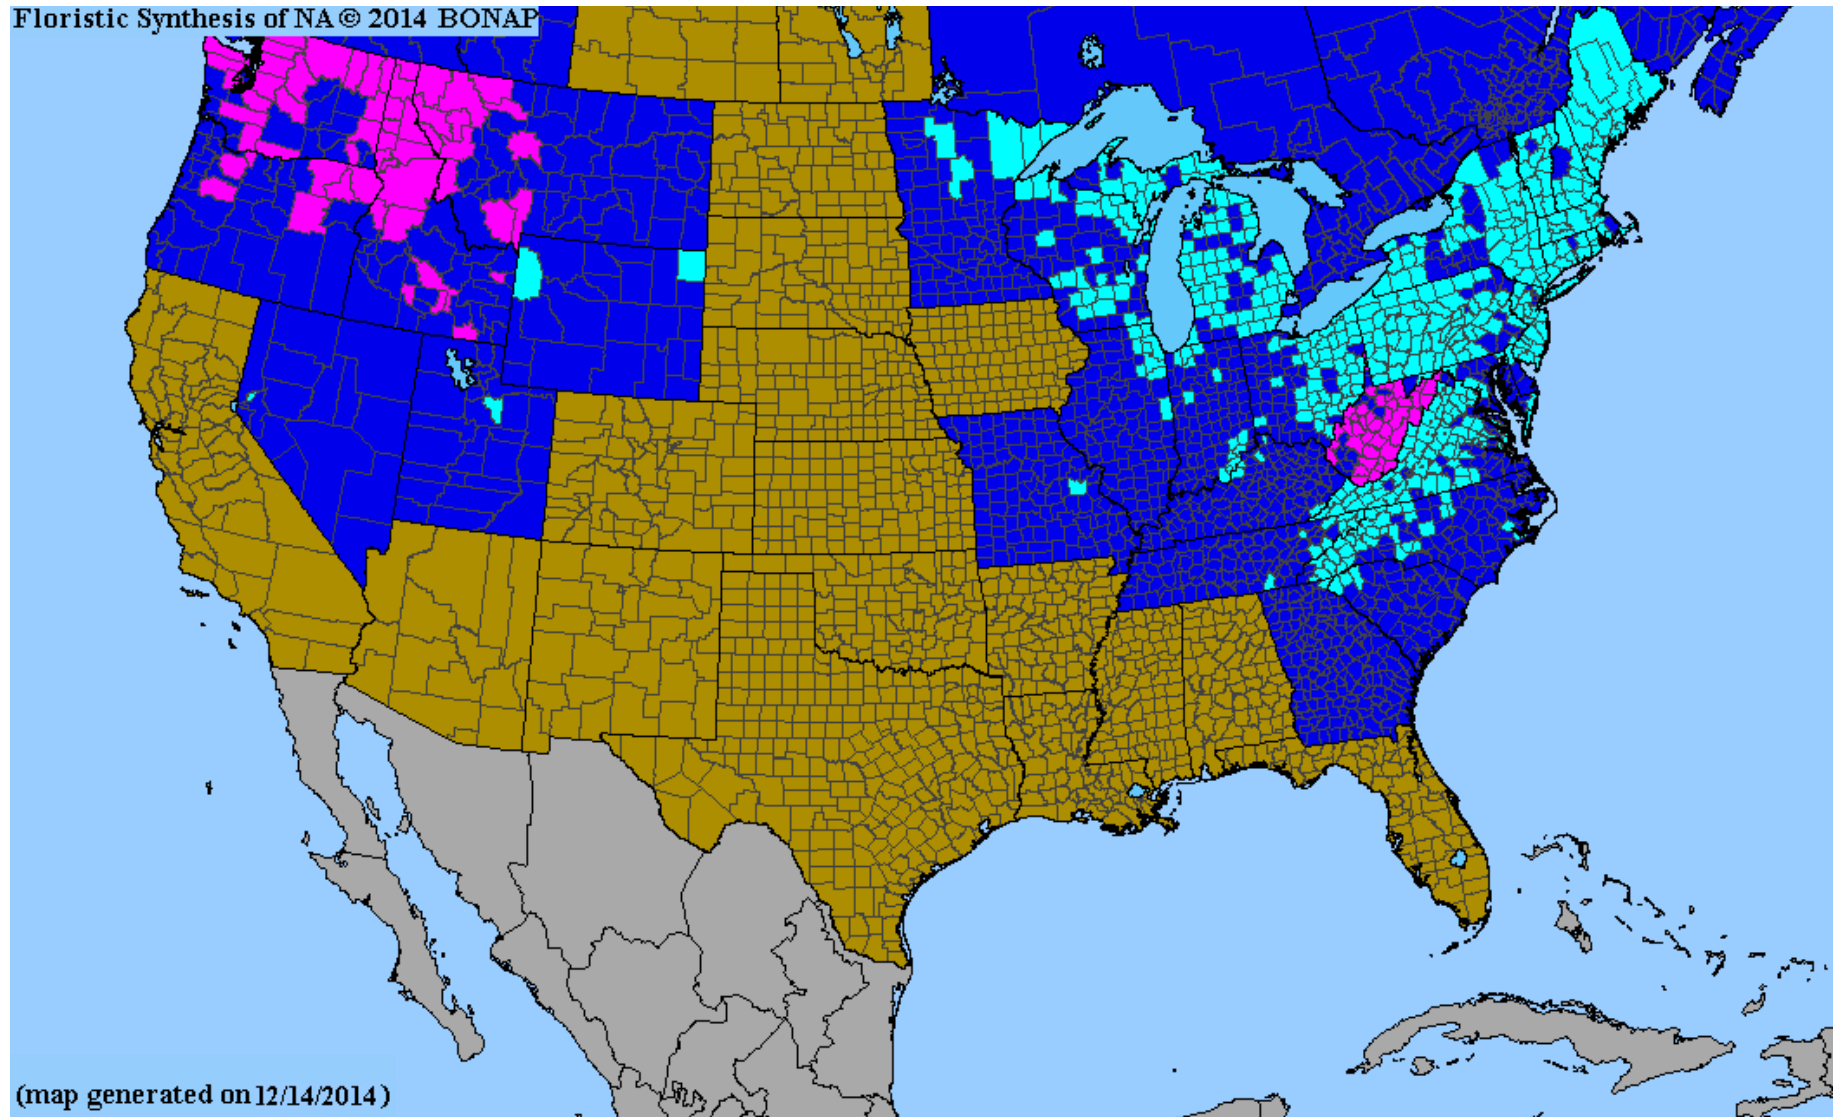 Floristic Synthesis of NA © 2014 BONAP
(map generated on 12/14/2014)